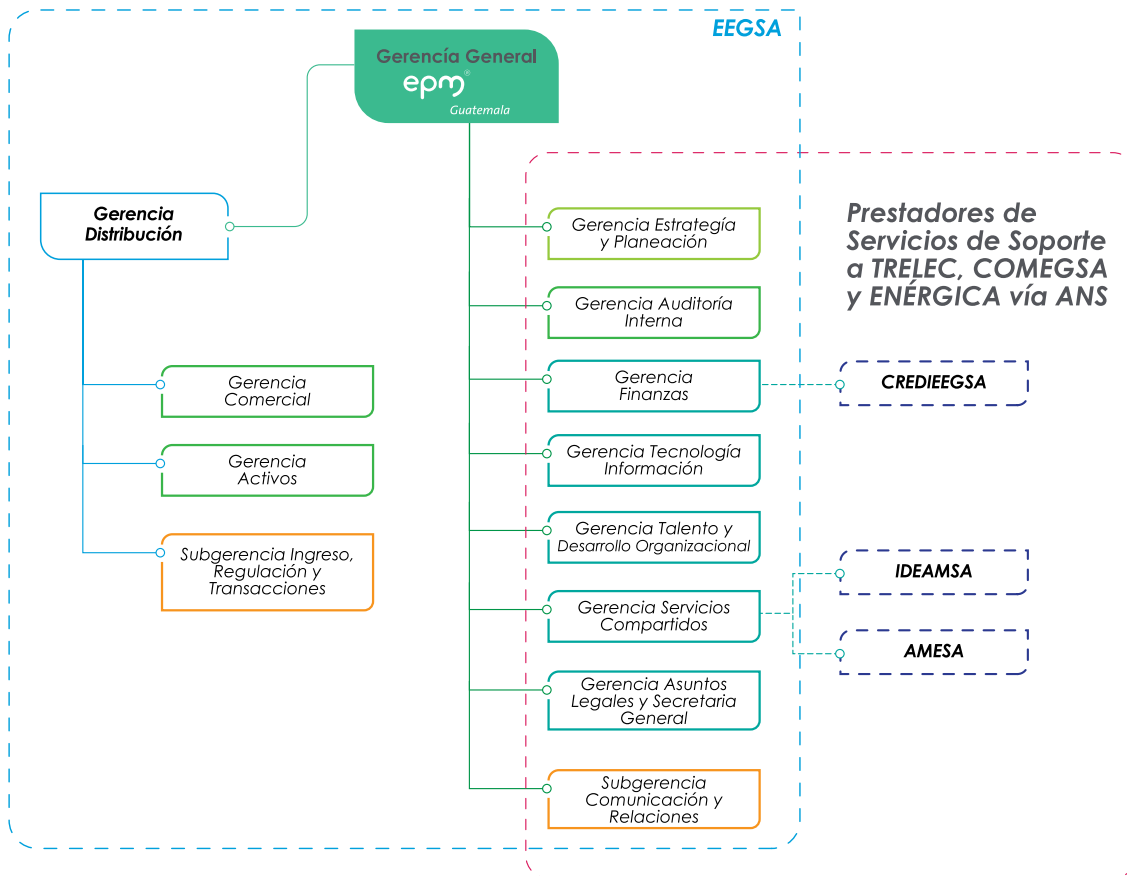 EEGSA
Gerencía General
epm®
Guatemala
Gerencia
Distribución
Gerencia
Comercial
Gerencia
Activos
Subgerencia Ingreso,
Regulación y
Transacciones
Gerencia Estrategía
y Planeación
Gerencia Auditoría
Interna
Gerencia
Finanzas
Gerencia Tecnología
Información
Gerencia Talento y
Desarrollo Organizacional
Gerencia Servicios
Compartidos
Gerencia Asuntos
Legales y Secretaria
General
Subgerencia
Comunicación y
Relaciones
Prestadores de
Servicios de Soporte
a TRELEC, COMEGSA
y ENÉRGICA vía ANS
CREDIEEGSA
IDEAMSA
AMESA